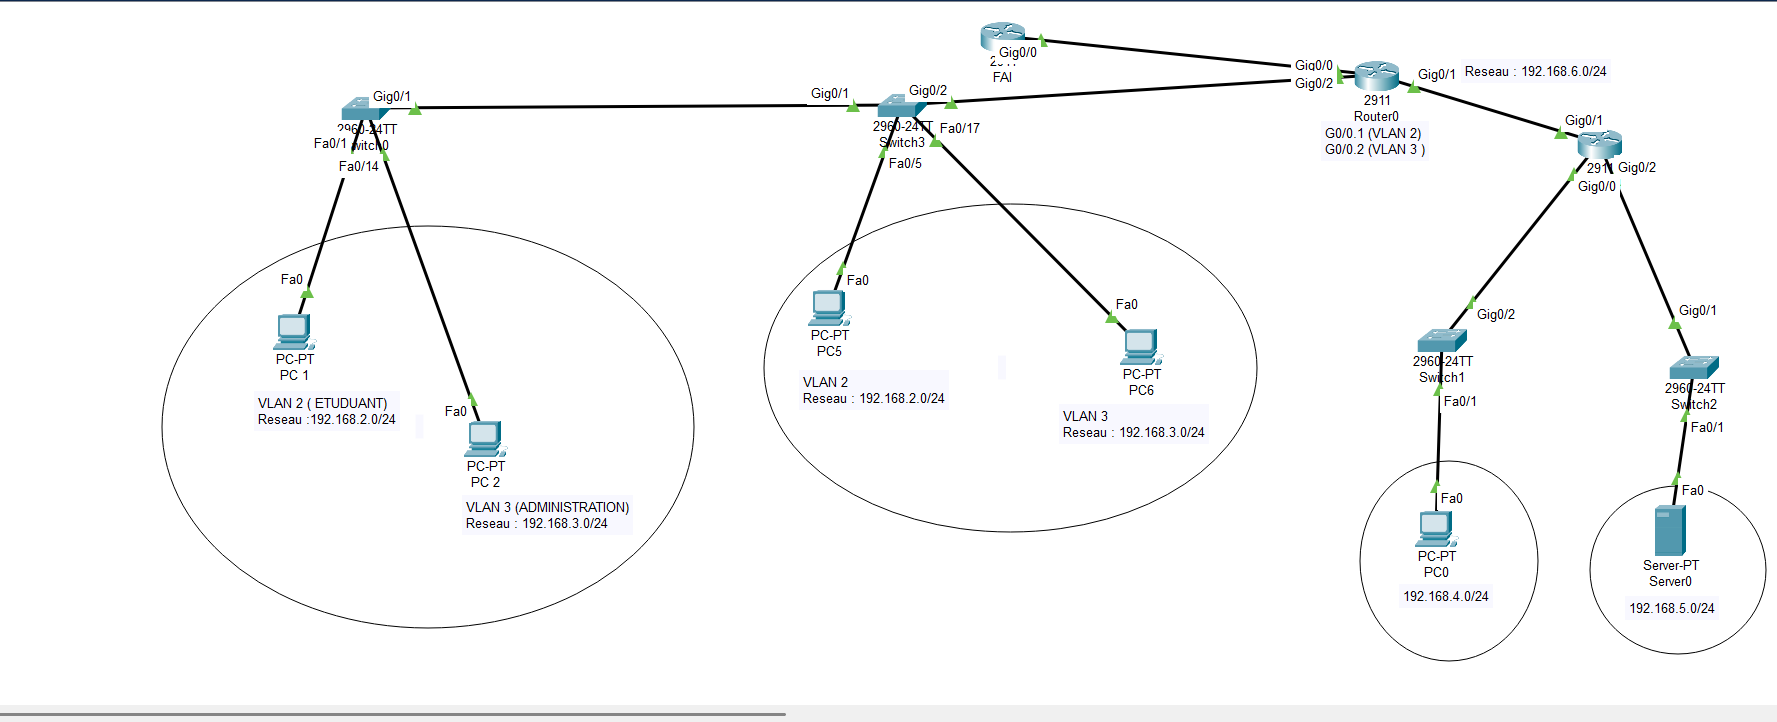 Gig0/0
FAI
Gig0/0
Gig0/2
Gig0/1
Reseau : 192.168.6.0/24
2911
Router0
G0/0.1 (VLAN 2)
G0/0.2 (VLAN 3 )
Gig0/1
Gig0/2
Gig0/0
Gig0/1
Fa0/1
Fa0/14
2960-24TT
Gig0/1
Gig0/2
2960-24TT
Switch3
Fa0/17
Fa0/5
Fa0
PC-PT
PC 1
VLAN 2 ( ETUDUANT)
Reseau :192.168.2.0/24
Fa0
PC-PT
PC 2
VLAN 3 (ADMINISTRATION)
Reseau : 192.168.3.0/24
Fa0
PC-PT
PC5
VLAN 2
Reseau : 192.168.2.0/24
Fa0
PC-PT
PC6
VLAN 3
Reseau : 192.168.3.0/24
Gig0/2
2960-24TT
Switch1
Fa0/1
Fa0
PC-PT
PC0
192.168.4.0/24
Gig0/1
2960-24TT
Switch2
Fa0/1
Fa0
Server-PT
Server0
192.168.5.0/24